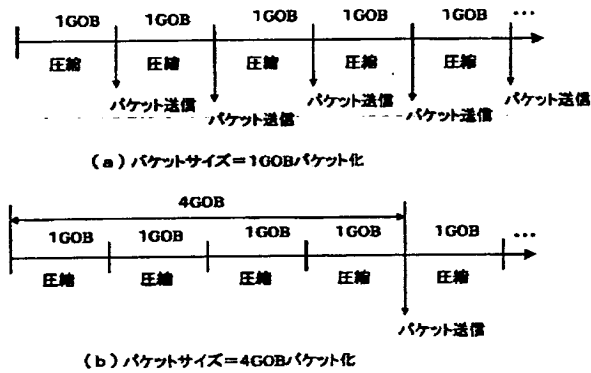 1GOB 1GOB 1GOB 1GOB 1GOB …
圧縮 圧縮 圧縮 圧縮 圧縮
パケット送信 パケット送信 パケット送信 パケット送信 パケット送信
(a)パケットサイズ=1GOBパケット化
4GOB
1GOB 1GOB 1GOB 1GOB 1GOB …
圧縮 圧縮 圧縮 圧縮 圧縮
パケット送信
(b)パケットサイズ=4GOBパケット化